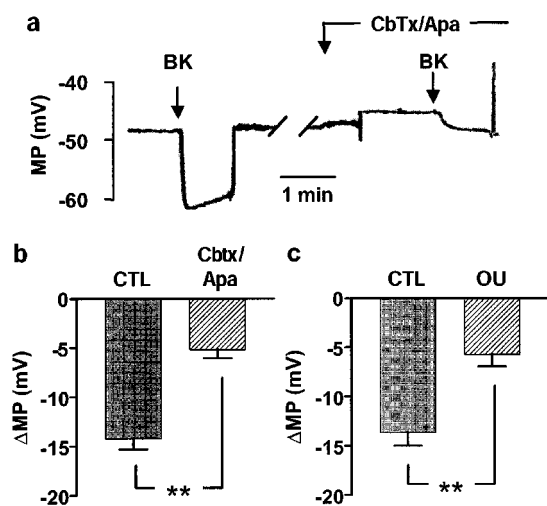 a
CbTx/Apa
BK
BK
-40
-50
-60
MP (mV)
1 min
b
CTL
Cbtx/
Apa
0
-5
-10
-15
-20
ΔMP (mV)
**
c
CTL
OU
0
-5
-10
-15
-20
ΔMP (mV)
**